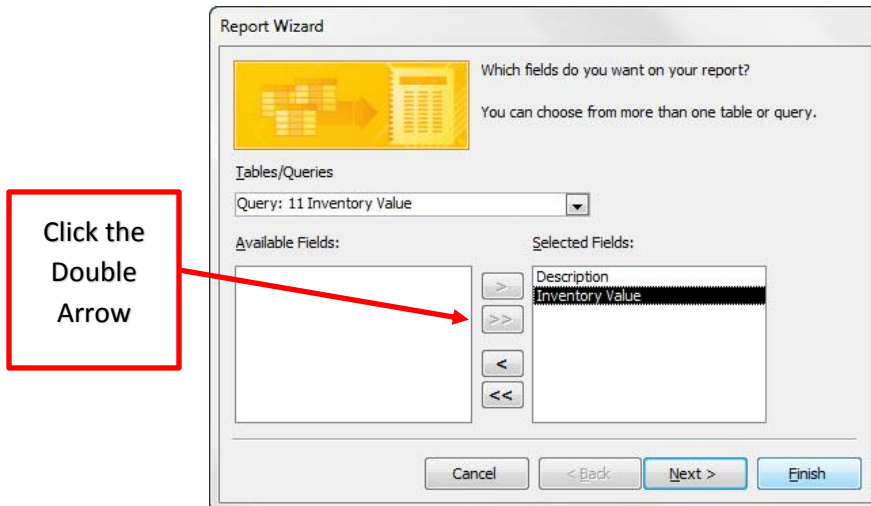 Report Wizard
Which fields do you want on your report?
You can choose from more than one table or query.
Tables/Queries
Query: 11 Inventory Value
Click the
Double
Arrow
Available Fields:
Selected Fields:
Description
Inventory Value
>
>>
<
<<
Cancel
< Back
Next >
Finish